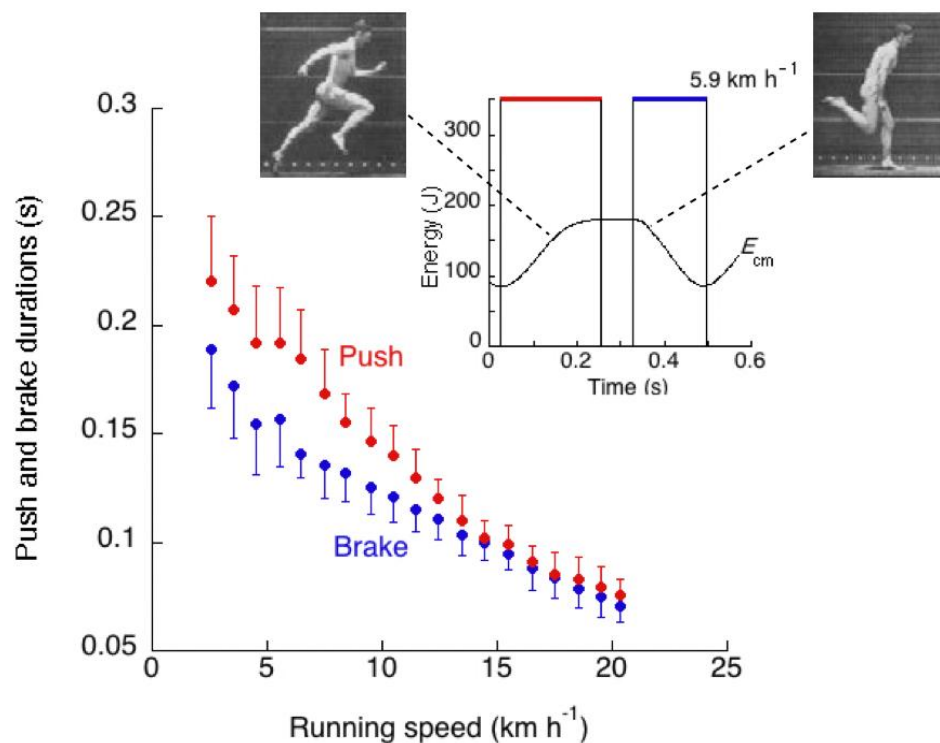 5.9 km h⁻¹
300
200
100
0
Energy (J)
E_cm
0 0.2 0.4 0.6
Time (s)
0.3
0.25
0.2
0.15
0.1
0.05
Push and brake durations (s)
Push
Brake
0 5 10 15 20 25
Running speed (km h⁻¹)